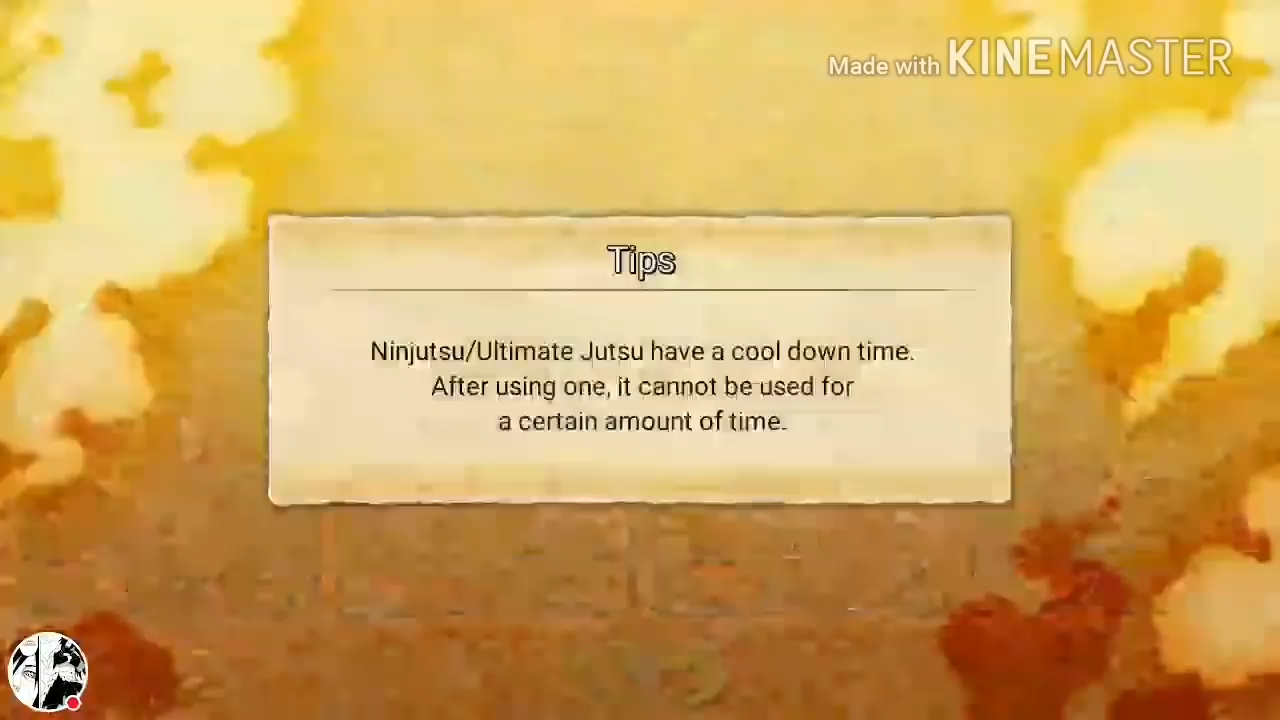 Made with KINEMASTER
Tips
Ninjutsu/Ultimate Jutsu have a cool down time.
After using one, it cannot be used for
a certain amount of time.